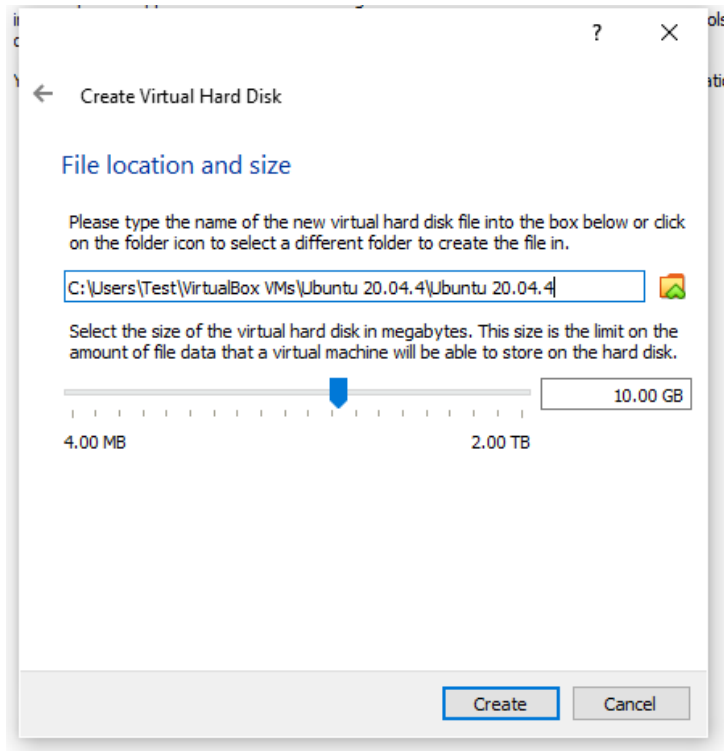 ?
Create Virtual Hard Disk
File location and size
Please type the name of the new virtual hard disk file into the box below or click
on the folder icon to select a different folder to create the file in.
C:\Users\Test\VirtualBox VMs\Ubuntu 20.04.4\Ubuntu 20.04.4
Select the size of the virtual hard disk in megabytes. This size is the limit on the
amount of file data that a virtual machine will be able to store on the hard disk.
10.00 GB
4.00 MB 2.00 TB
Create Cancel